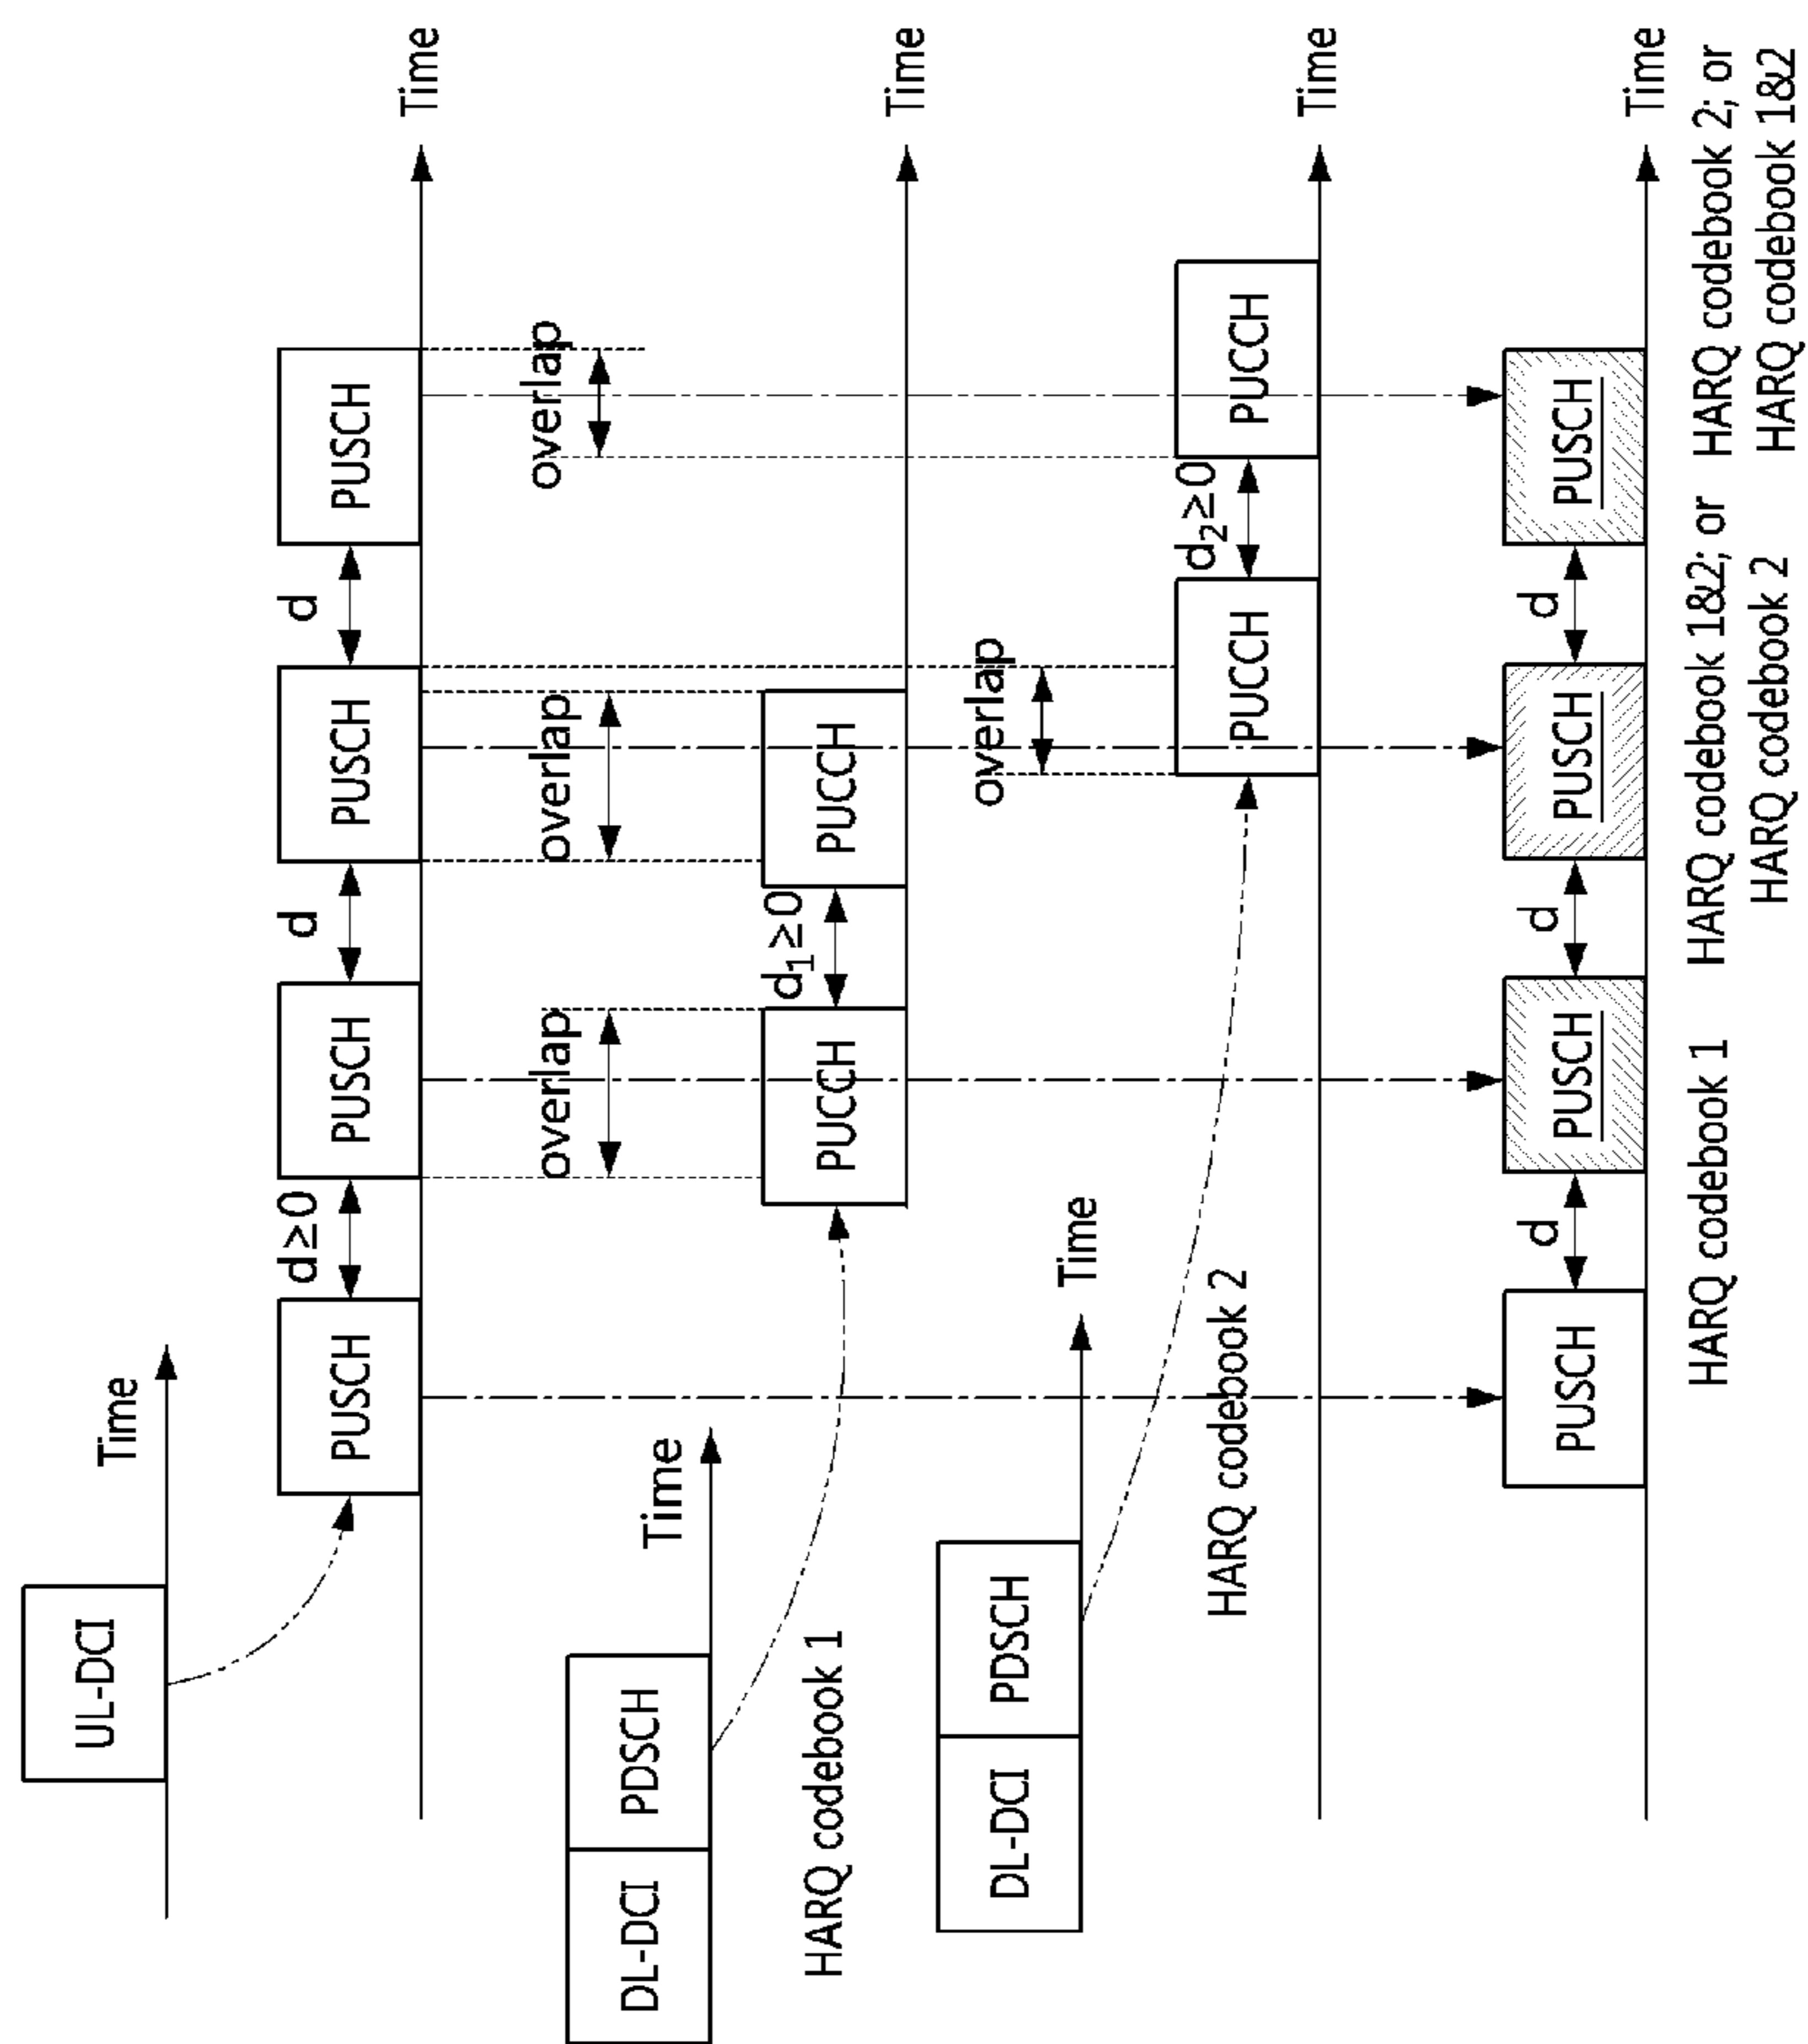 UL-DCI
Time
PUSCH
d≥0
PUSCH
d
PUSCH
d
PUSCH
Time
overlap
overlap
overlap
DL-DCI
PDSCH
Time
PUCCH
d₁≥0
PUCCH
Time
HARQ codebook 1
overlap
DL-DCI
PDSCH
Time
PUCCH
d₂≥0
PUCCH
Time
HARQ codebook 2
PUSCH
d
PUSCH
d
PUSCH
d
PUSCH
Time
HARQ codebook 1
HARQ codebook 1&2; or
HARQ codebook 2
HARQ codebook 2; or
HARQ codebook 1&2